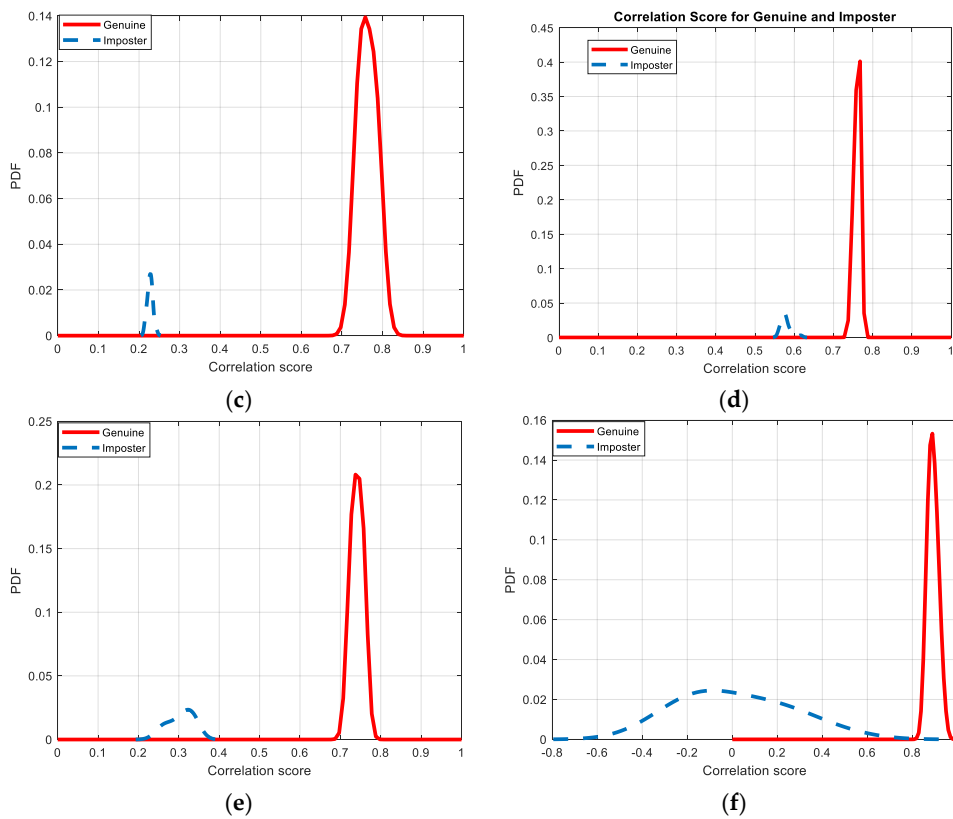 Genuine
Imposter
0.14
0.12
0.1
0.08
0.06
0.04
0.02
0
PDF
0 0.1 0.2 0.3 0.4 0.5 0.6 0.7 0.8 0.9 1
Correlation score
(c)
Correlation Score for Genuine and Imposter
Genuine
Imposter
0.45
0.4
0.35
0.3
0.25
0.2
0.15
0.1
0.05
0
PDF
0 0.1 0.2 0.3 0.4 0.5 0.6 0.7 0.8 0.9 1
Correlation score
(d)
Genuine
Imposter
0.25
0.2
0.15
0.1
0.05
0
PDF
0 0.1 0.2 0.3 0.4 0.5 0.6 0.7 0.8 0.9 1
Correlation score
(e)
Genuine
Imposter
0.16
0.14
0.12
0.1
0.08
0.06
0.04
0.02
0
PDF
-0.8 -0.6 -0.4 -0.2 0 0.2 0.4 0.6 0.8
Correlation score
(f)